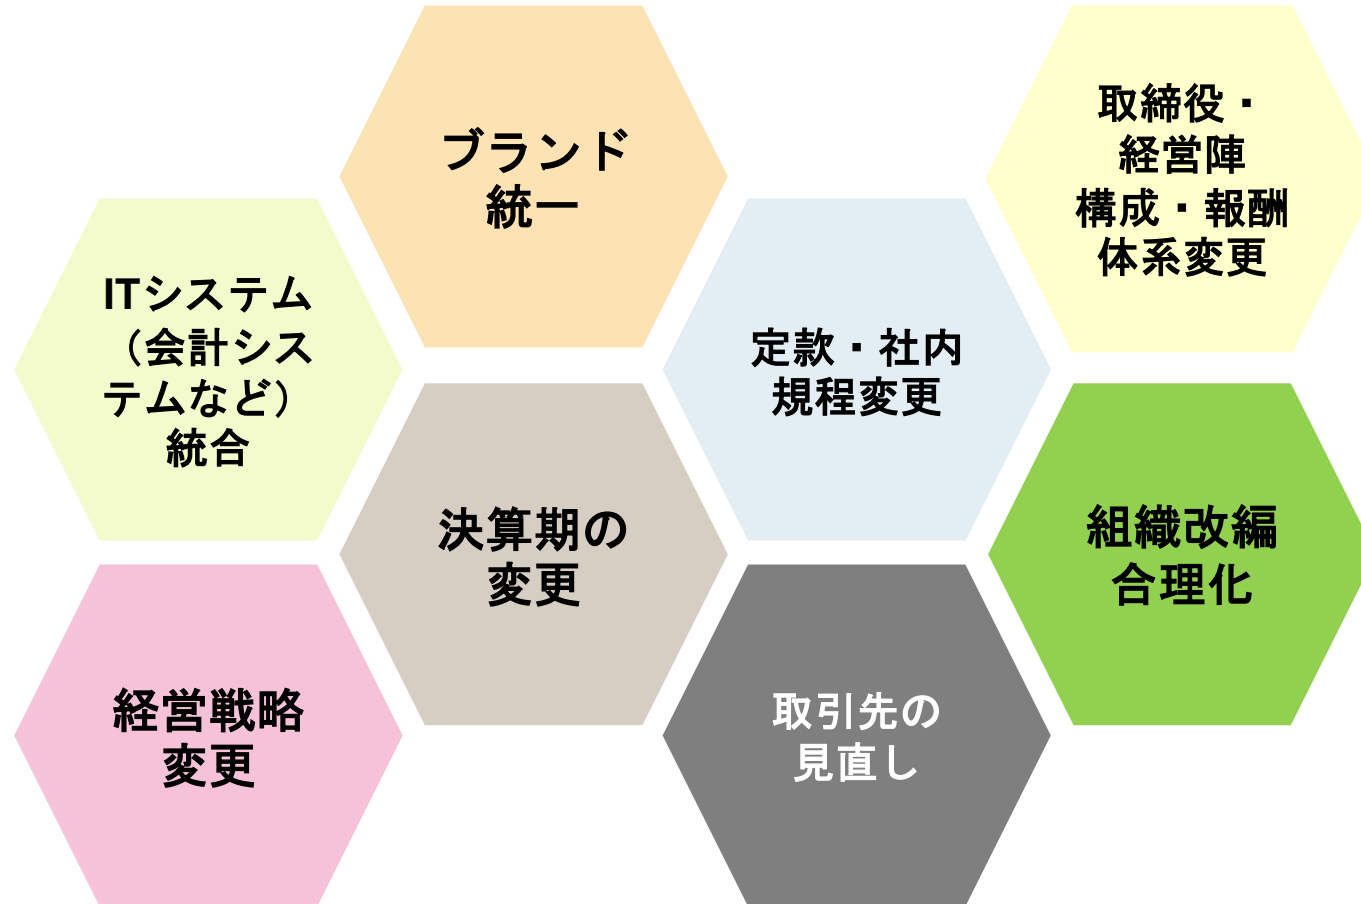 ブランド
統一
取締役・
経営陣
構成・報酬
体系変更
ITシステム
（会計シス
テムなど）
統合
定款・社内
規程変更
決算期の
変更
組織改編
合理化
経営戦略
変更
取引先の
見直し